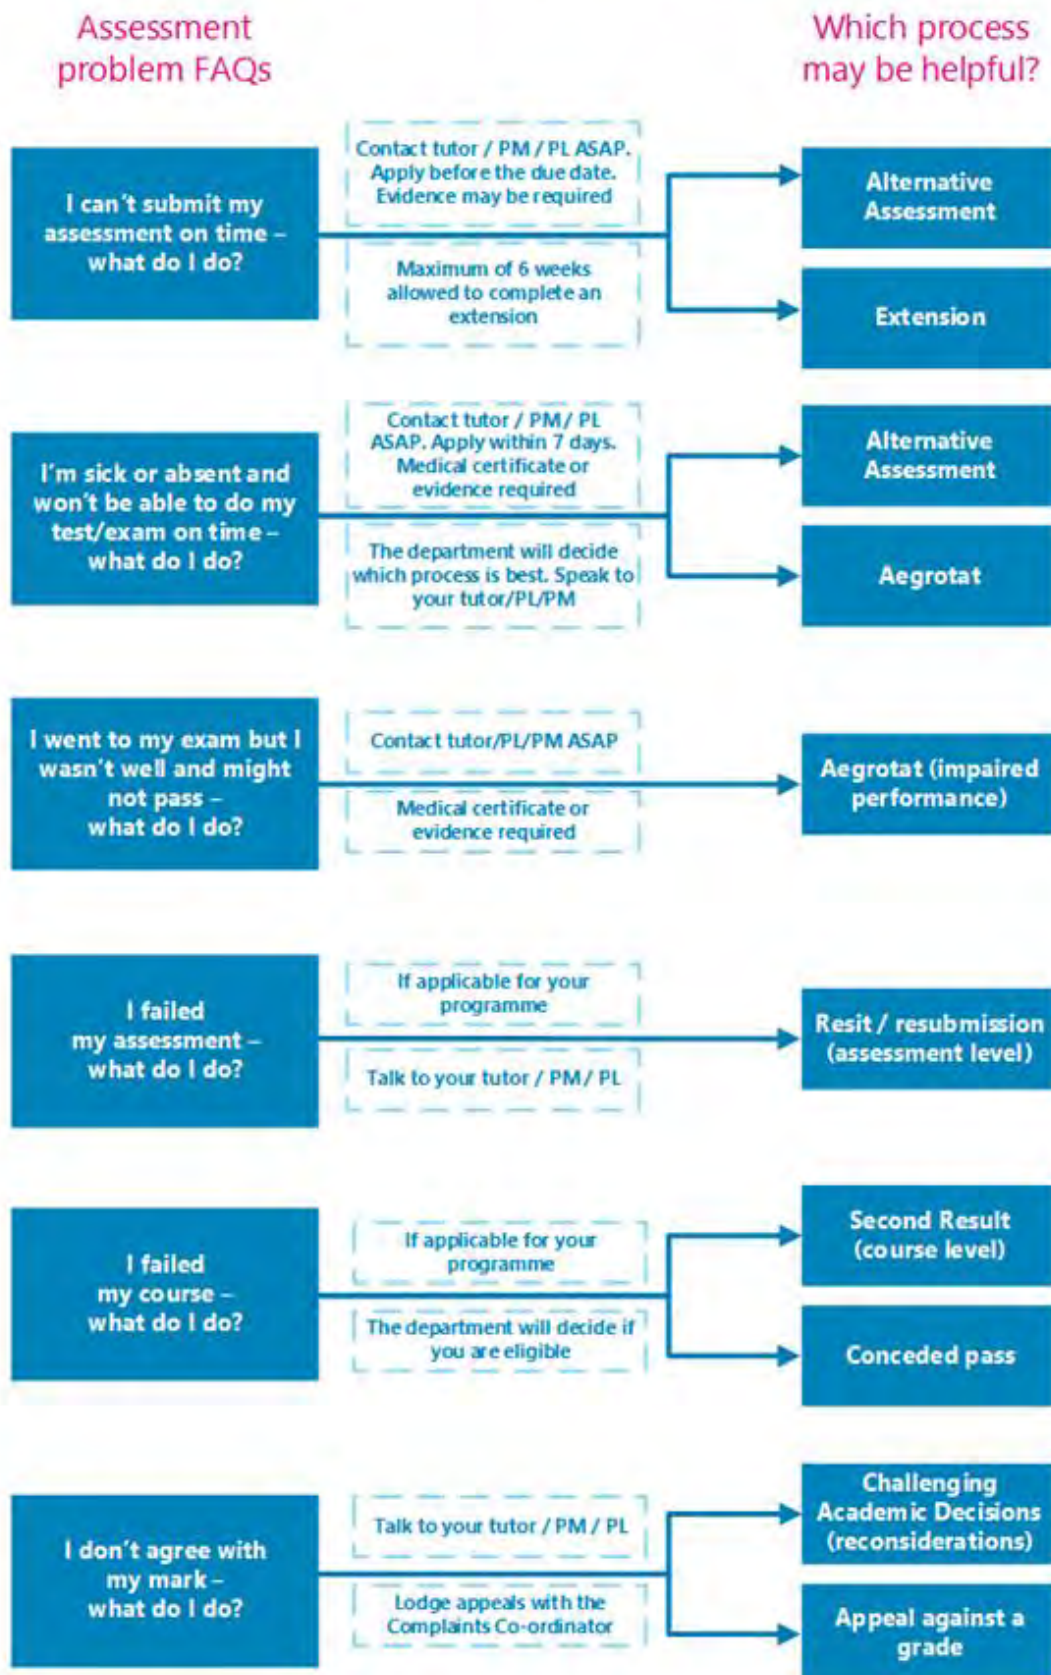 Assessment
problem FAQs
Which process
may be helpful?
I can't submit my
assessment on time –
what do I do?
Contact tutor / PM / PL ASAP.
Apply before the due date.
Evidence may be required
Maximum of 6 weeks
allowed to complete an
extension
Alternative
Assessment
Extension
I'm sick or absent and
won't be able to do my
test/exam on time –
what do I do?
Contact tutor / PM / PL
ASAP. Apply within 7 days.
Medical certificate or
evidence required
The department will decide
which process is best. Speak to
your tutor/PL/PM
Alternative
Assessment
Aegrotat
I went to my exam but I
wasn't well and might
not pass –
what do I do?
Contact tutor/PL/PM ASAP
Medical certificate or
evidence required
Aegrotat (impaired
performance)
I failed
my assessment –
what do I do?
If applicable for your
programme
Talk to your tutor / PM / PL
Resit / resubmission
(assessment level)
I failed
my course –
what do I do?
If applicable for your
programme
The department will decide if
you are eligible
Second Result
(course level)
Conceded pass
I don't agree with
my mark –
what do I do?
Talk to your tutor / PM / PL
Lodge appeals with the
Complaints Co-ordinator
Challenging
Academic Decisions
(reconsiderations)
Appeal against a
grade